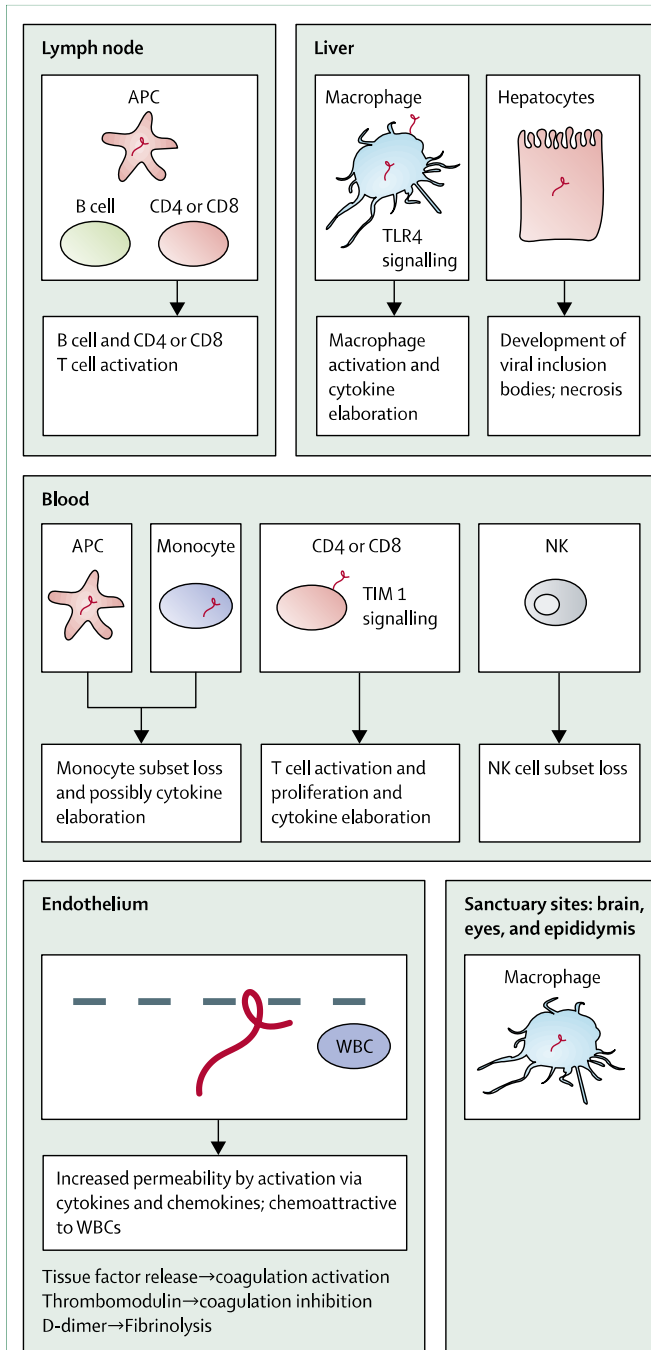 Lymph node
APC
B cell
CD4 or CD8
B cell and CD4 or CD8
T cell activation
Liver
Macrophage
TLR4
signalling
Hepatocytes
Macrophage
activation and
cytokine
elaboration
Development of
viral inclusion
bodies; necrosis
Blood
APC
Monocyte
CD4 or CD8
TIM 1
signalling
NK
Monocyte subset loss
and possibly cytokine
elaboration
T cell activation and
proliferation and
cytokine elaboration
NK cell subset loss
Endothelium
WBC
Increased permeability by activation via
cytokines and chemokines; chemoattractive
to WBCs
Tissue factor release→coagulation activation
Thrombomodulin→coagulation inhibition
D-dimer→Fibrinolysis
Sanctuary sites: brain,
eyes, and epididymis
Macrophage